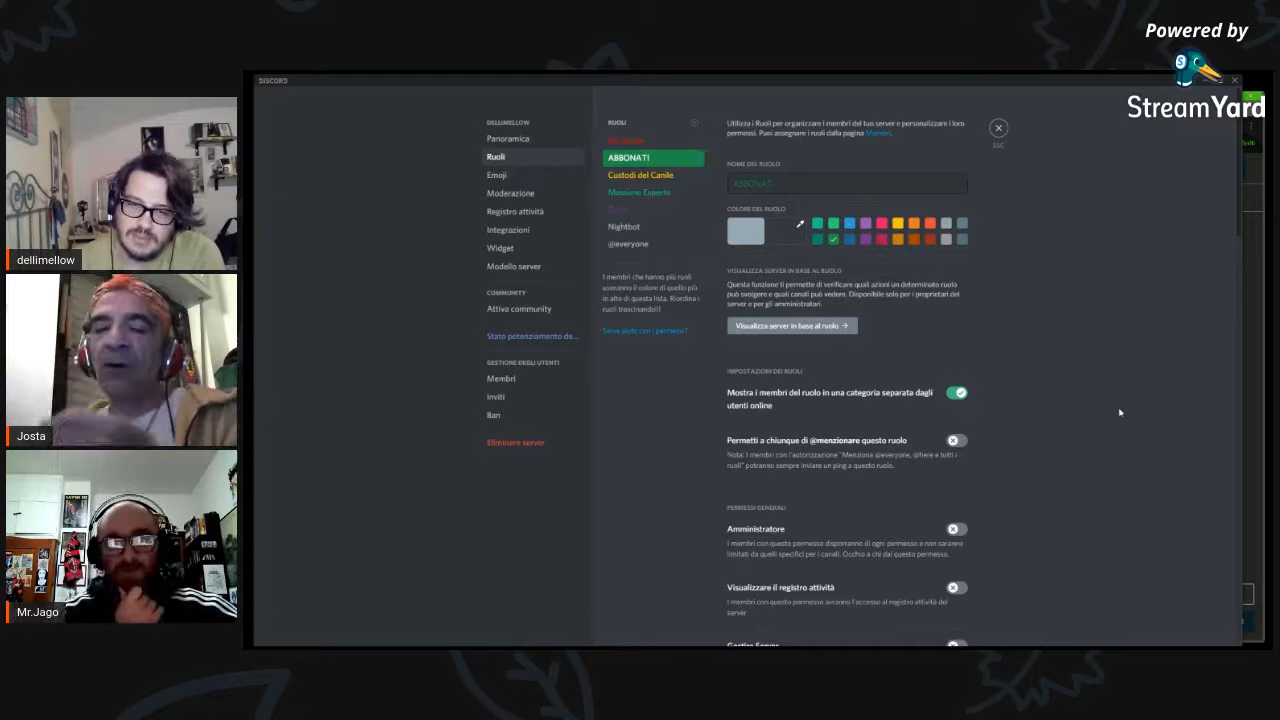 Powered by
StreamYard
dellimellow
Josta
Mr.Jago
DISCORD
DELLIMELLOW
Panoramica
Ruoli
Emoji
Moderazione
Registro attività
Integrazioni
Widget
Modello server
COMMUNITY
Attiva community
Stato potenziamento de...
GESTIONE DEGLI UTENTI
Membri
Inviti
Ban
Eliminare server
RUOLI
ABBONATI
Custodi del Canile
Massimo Esperto
Nightbot
@everyone
I membri che hanno più ruoli
useranno il colore di quello più
in alto di questa lista. Riordina i
ruoli trascinandoli!
Serve aiuto con i permessi?
Utilizza i Ruoli per organizzare i membri del tuo server e personalizzare i loro
permessi. Puoi assegnare i ruoli dalla pagina Membri.
ESC
NOME DEL RUOLO
ABBONATI
COLORE DEL RUOLO
VISUALIZZA SERVER IN BASE AL RUOLO
Questa funzione ti permette di verificare quali azioni un determinato ruolo
può svolgere e quali canali può vedere. Disponibile solo per i proprietari del
server e per gli amministratori.
Visualizza server in base al ruolo →
IMPOSTAZIONI DEI RUOLI
Mostra i membri del ruolo in una categoria separata dagli
utenti online
Permetti a chiunque di @menzionare questo ruolo
Nota: I membri con l'autorizzazione "Menziona @everyone, @here e tutti i
ruoli" potranno sempre inviare un ping a questo ruolo.
PERMESSI GENERALI
Amministratore
I membri con questo permesso disporranno di ogni permesso e non saranno
limitati da quelli specifici per i canali. Occhio a chi dai questo permesso.
Visualizzare il registro attività
I membri con questo permesso avranno l'accesso al registro attività del
server
Gestire Server